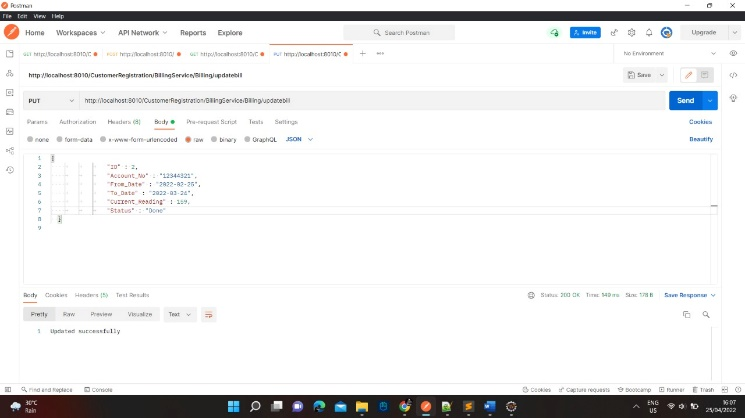 Postman
File Edit View Help
Home Workspaces API Network Reports Explore
Search Postman
Invite
Upgrade
GET http://localhost:8010/C
POST http://localhost:8010/
GET http://localhost:8010/C
PUT http://localhost:8010/C
No Environment
http://localhost:8010/CustomerRegistration/BillingService/Billing/updatebill
Save
PUT
http://localhost:8010/CustomerRegistration/BillingService/Billing/updatebill
Send
Params Authorization Headers (8) Body Pre-request Script Tests Settings
Cookies
none form-data x-www-form-urlencoded raw binary GraphQL JSON
Beautify
1 {
2 "ID" : 2,
3 "Account_No" : "12344321",
4 "From_Date" : "2022-02-25",
5 "To_Date" : "2022-03-24",
6 "Current_Reading" : 159,
7 "Status" : "Done"
8 }
9
Body Cookies Headers (5) Test Results
Status: 200 OK Time: 149 ms Size: 178 B Save Response
Pretty Raw Preview Visualize Text
1 Updated successfully
Find and Replace Console
Cookies Capture requests Bootcamp Runner Trash
30°C
Rain
ENG
US
16:07
25/04/2022